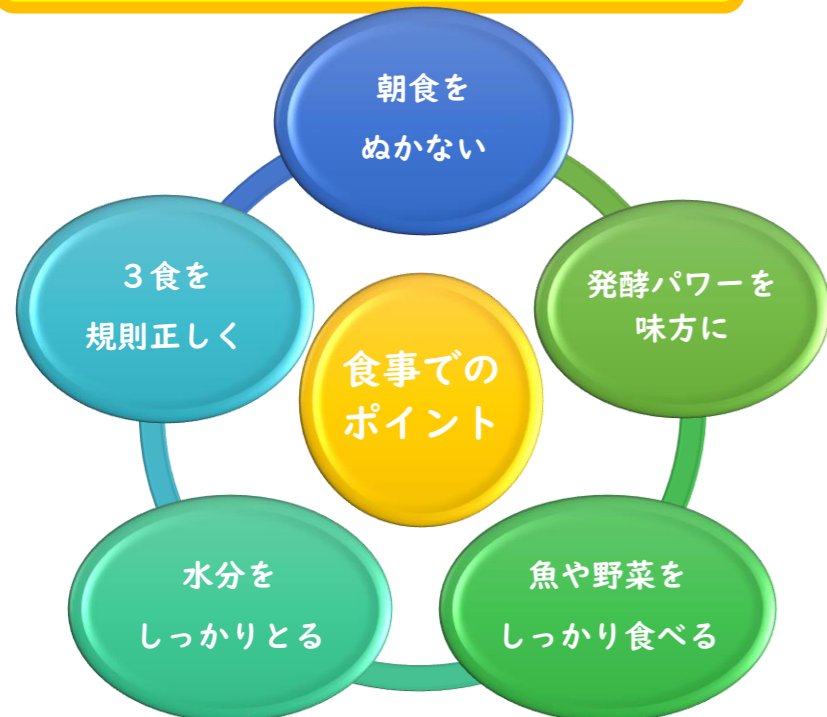 朝食を
ぬかない
発酵パワーを
味方に
魚や野菜を
しっかり食べる
水分を
しっかりとる
３食を
規則正しく
食事での
ポイント